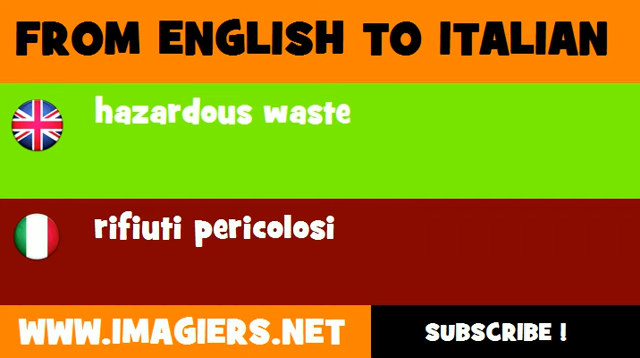 FROM ENGLISH TO ITALIAN
hazardous waste
rifiuti pericolosi
WWW.IMAGIERS.NET
SUBSCRIBE !